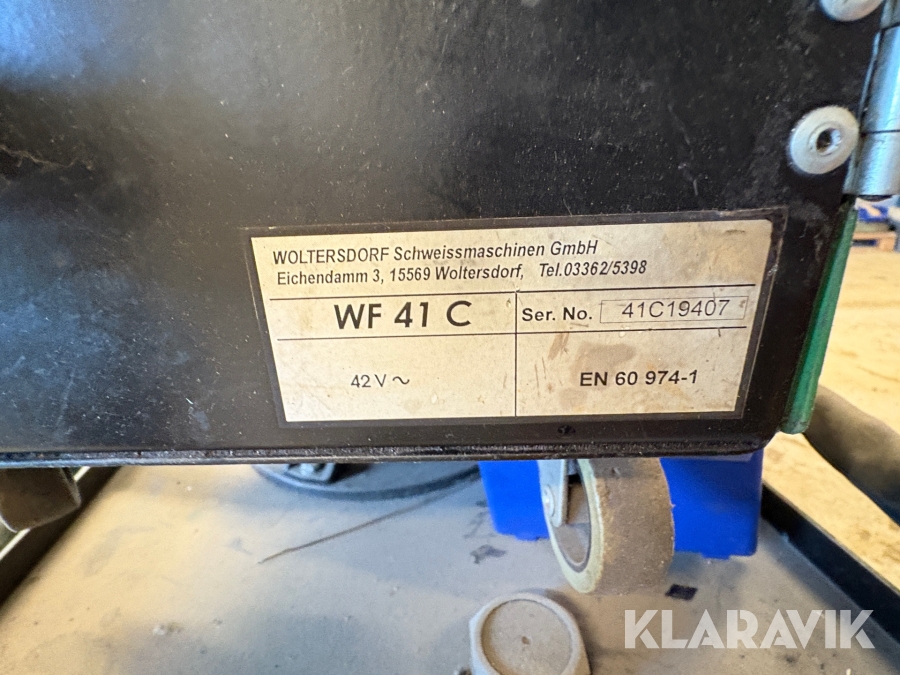 WOLTERSDORF Schweissmaschinen GmbH
Eichendamm 3, 15569 Woltersdorf, Tel.03362/5398
WF 41 C Ser. No. 41C19407
42V ~ EN 60 974-1
KLARAVIK